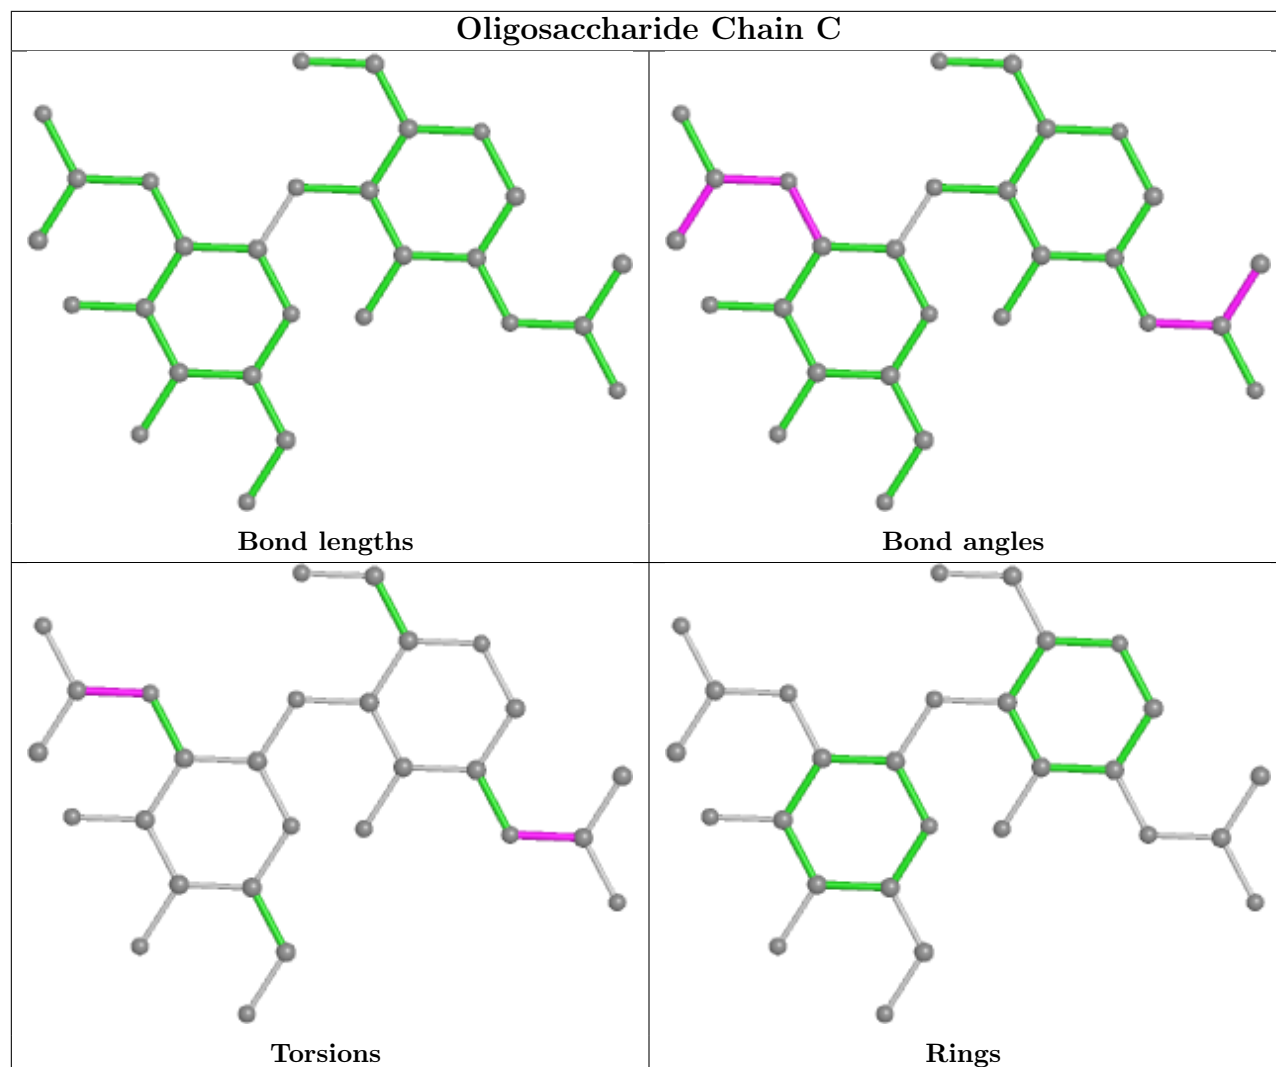 Oligosaccharide Chain C
Bond lengths
Bond angles
Torsions
Rings